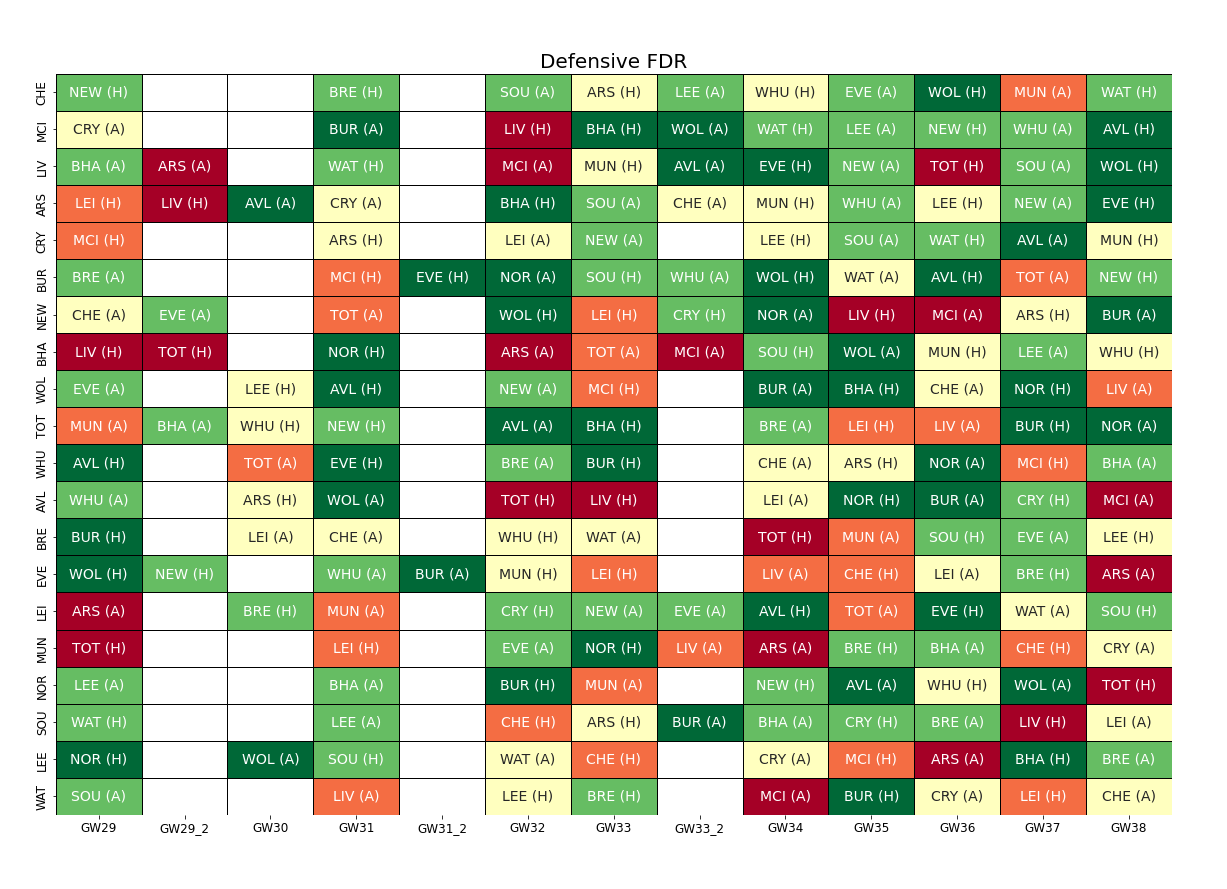 Defensive FDR
CHE NEW (H) BRE (H) SOU (A) ARS (H) LEE (A) WHU (H) EVE (A) WOL (H) MUN (A) WAT (H)
MCI CRY (A) BUR (A) LIV (H) BHA (H) WOL (A) WAT (H) LEE (A) NEW (H) WHU (A) AVL (H)
LIV BHA (A) ARS (A) WAT (H) MCI (A) MUN (H) AVL (A) EVE (H) NEW (A) TOT (H) SOU (A) WOL (H)
ARS LEI (H) LIV (H) AVL (A) CRY (A) BHA (H) SOU (A) CHE (A) MUN (H) WHU (A) LEE (H) NEW (A) EVE (H)
CRY MCI (H) ARS (H) LEI (A) NEW (A) LEE (H) SOU (A) WAT (H) AVL (A) MUN (H)
BUR BRE (A) MCI (H) EVE (H) NOR (A) SOU (H) WHU (A) WOL (H) WAT (A) AVL (H) TOT (A) NEW (H)
NEW CHE (A) EVE (A) TOT (A) WOL (H) LEI (H) CRY (H) NOR (A) LIV (H) MCI (A) ARS (H) BUR (A)
BHA LIV (H) TOT (H) NOR (H) ARS (A) TOT (A) MCI (A) SOU (H) WOL (A) MUN (H) LEE (A) WHU (H)
WOL EVE (A) LEE (H) AVL (H) NEW (A) MCI (H) BUR (A) BHA (H) CHE (A) NOR (H) LIV (A)
TOT MUN (A) BHA (A) WHU (H) NEW (H) AVL (A) BHA (H) BRE (A) LEI (H) LIV (A) BUR (H) NOR (A)
WHU AVL (H) TOT (A) EVE (H) BRE (A) BUR (H) CHE (A) ARS (H) NOR (A) MCI (H) BHA (A)
AVL WHU (A) ARS (H) WOL (A) TOT (H) LIV (H) LEI (A) NOR (H) BUR (A) CRY (H) MCI (A)
BRE BUR (H) LEI (A) CHE (A) WHU (H) WAT (A) TOT (H) MUN (A) SOU (H) EVE (A) LEE (H)
EVE WOL (H) NEW (H) WHU (A) BUR (A) MUN (H) LEI (H) LIV (A) CHE (H) LEI (A) BRE (H) ARS (A)
LEI ARS (A) BRE (H) MUN (A) CRY (H) NEW (A) EVE (A) AVL (H) TOT (A) EVE (H) WAT (A) SOU (H)
MUN TOT (H) LEI (H) EVE (A) NOR (H) LIV (A) ARS (A) BRE (H) BHA (A) CHE (H) CRY (A)
NOR LEE (A) BHA (A) BUR (H) MUN (A) NEW (H) AVL (A) WHU (H) WOL (A) TOT (H)
SOU WAT (H) LEE (A) CHE (H) ARS (H) BUR (A) BHA (A) CRY (H) BRE (A) LIV (H) LEI (A)
LEE NOR (H) WOL (A) SOU (H) WAT (A) CHE (H) CRY (A) MCI (H) ARS (A) BHA (H) BRE (A)
WAT SOU (A) LIV (A) LEE (H) BRE (H) MCI (A) BUR (H) CRY (A) LEI (H) CHE (A)
GW29 GW29_2 GW30 GW31 GW31_2 GW32 GW33 GW33_2 GW34 GW35 GW36 GW37 GW38